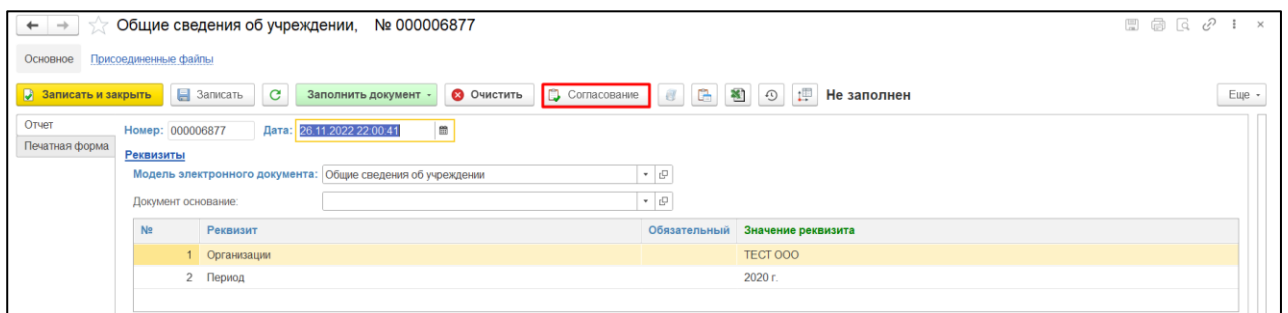 Общие сведения об учреждении, № 000006877
Основное Присоединенные файлы
Записать и закрыть Записать Заполнить документ Очистить Согласование Не заполнен Еще
Отчет
Печатная форма
Номер: 000006877 Дата: 26.11.2022 22:00:41
Реквизиты
Модель электронного документа: Общие сведения об учреждении
Документ основание:
№ Реквизит Обязательный Значение реквизита
1 Организации ТЕСТ ООО
2 Период 2020 г.